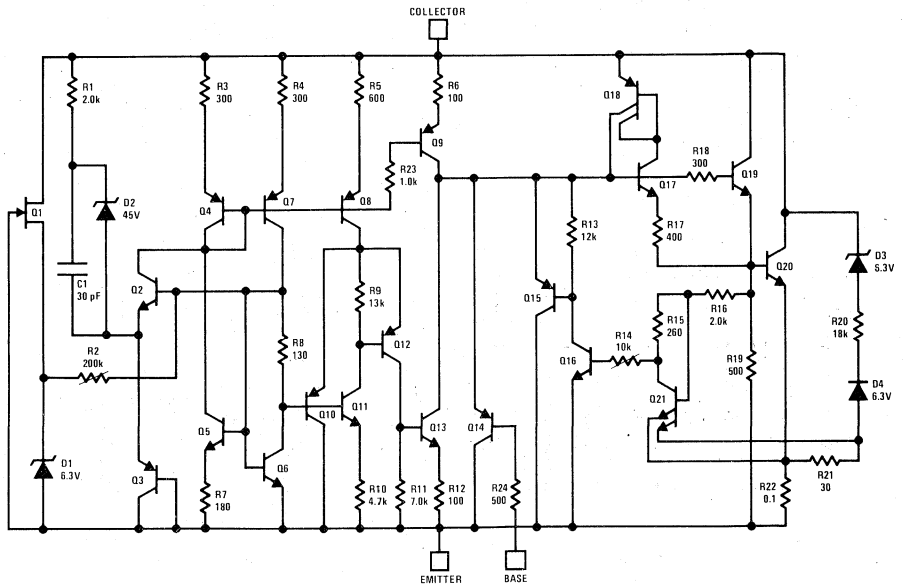 COLLECTOR
R1
2.0k
R3
300
R4
300
R5
600
R6
100
Q18
Q9
R23
1.0k
R18
300
Q19
Q17
Q1
D2
45V
Q4
Q7
Q8
R13
12k
R17
400
C1
30 pF
Q2
R9
13k
Q15
Q20
D3
6.3V
R2
200k
R8
130
Q12
R14
10k
Q16
R15
260
R16
2.0k
R20
18k
R19
500
Q10
Q11
Q21
D4
6.3V
Q5
Q13
Q14
D1
6.3V
Q3
Q6
R7
180
R10
4.7k
R11
7.0k
R12
100
R24
500
R21
30
R22
0.1
EMITTER
BASE